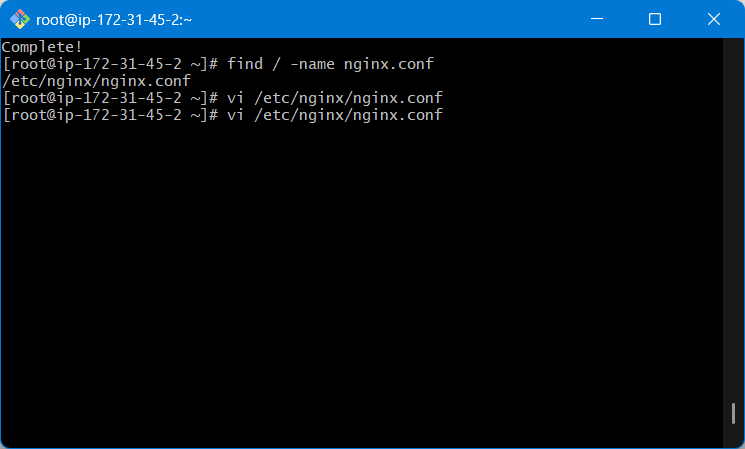 root@ip-172-31-45-2:~
Complete!
[root@ip-172-31-45-2 ~]# find / -name nginx.conf
/etc/nginx/nginx.conf
[root@ip-172-31-45-2 ~]# vi /etc/nginx/nginx.conf
[root@ip-172-31-45-2 ~]# vi /etc/nginx/nginx.conf